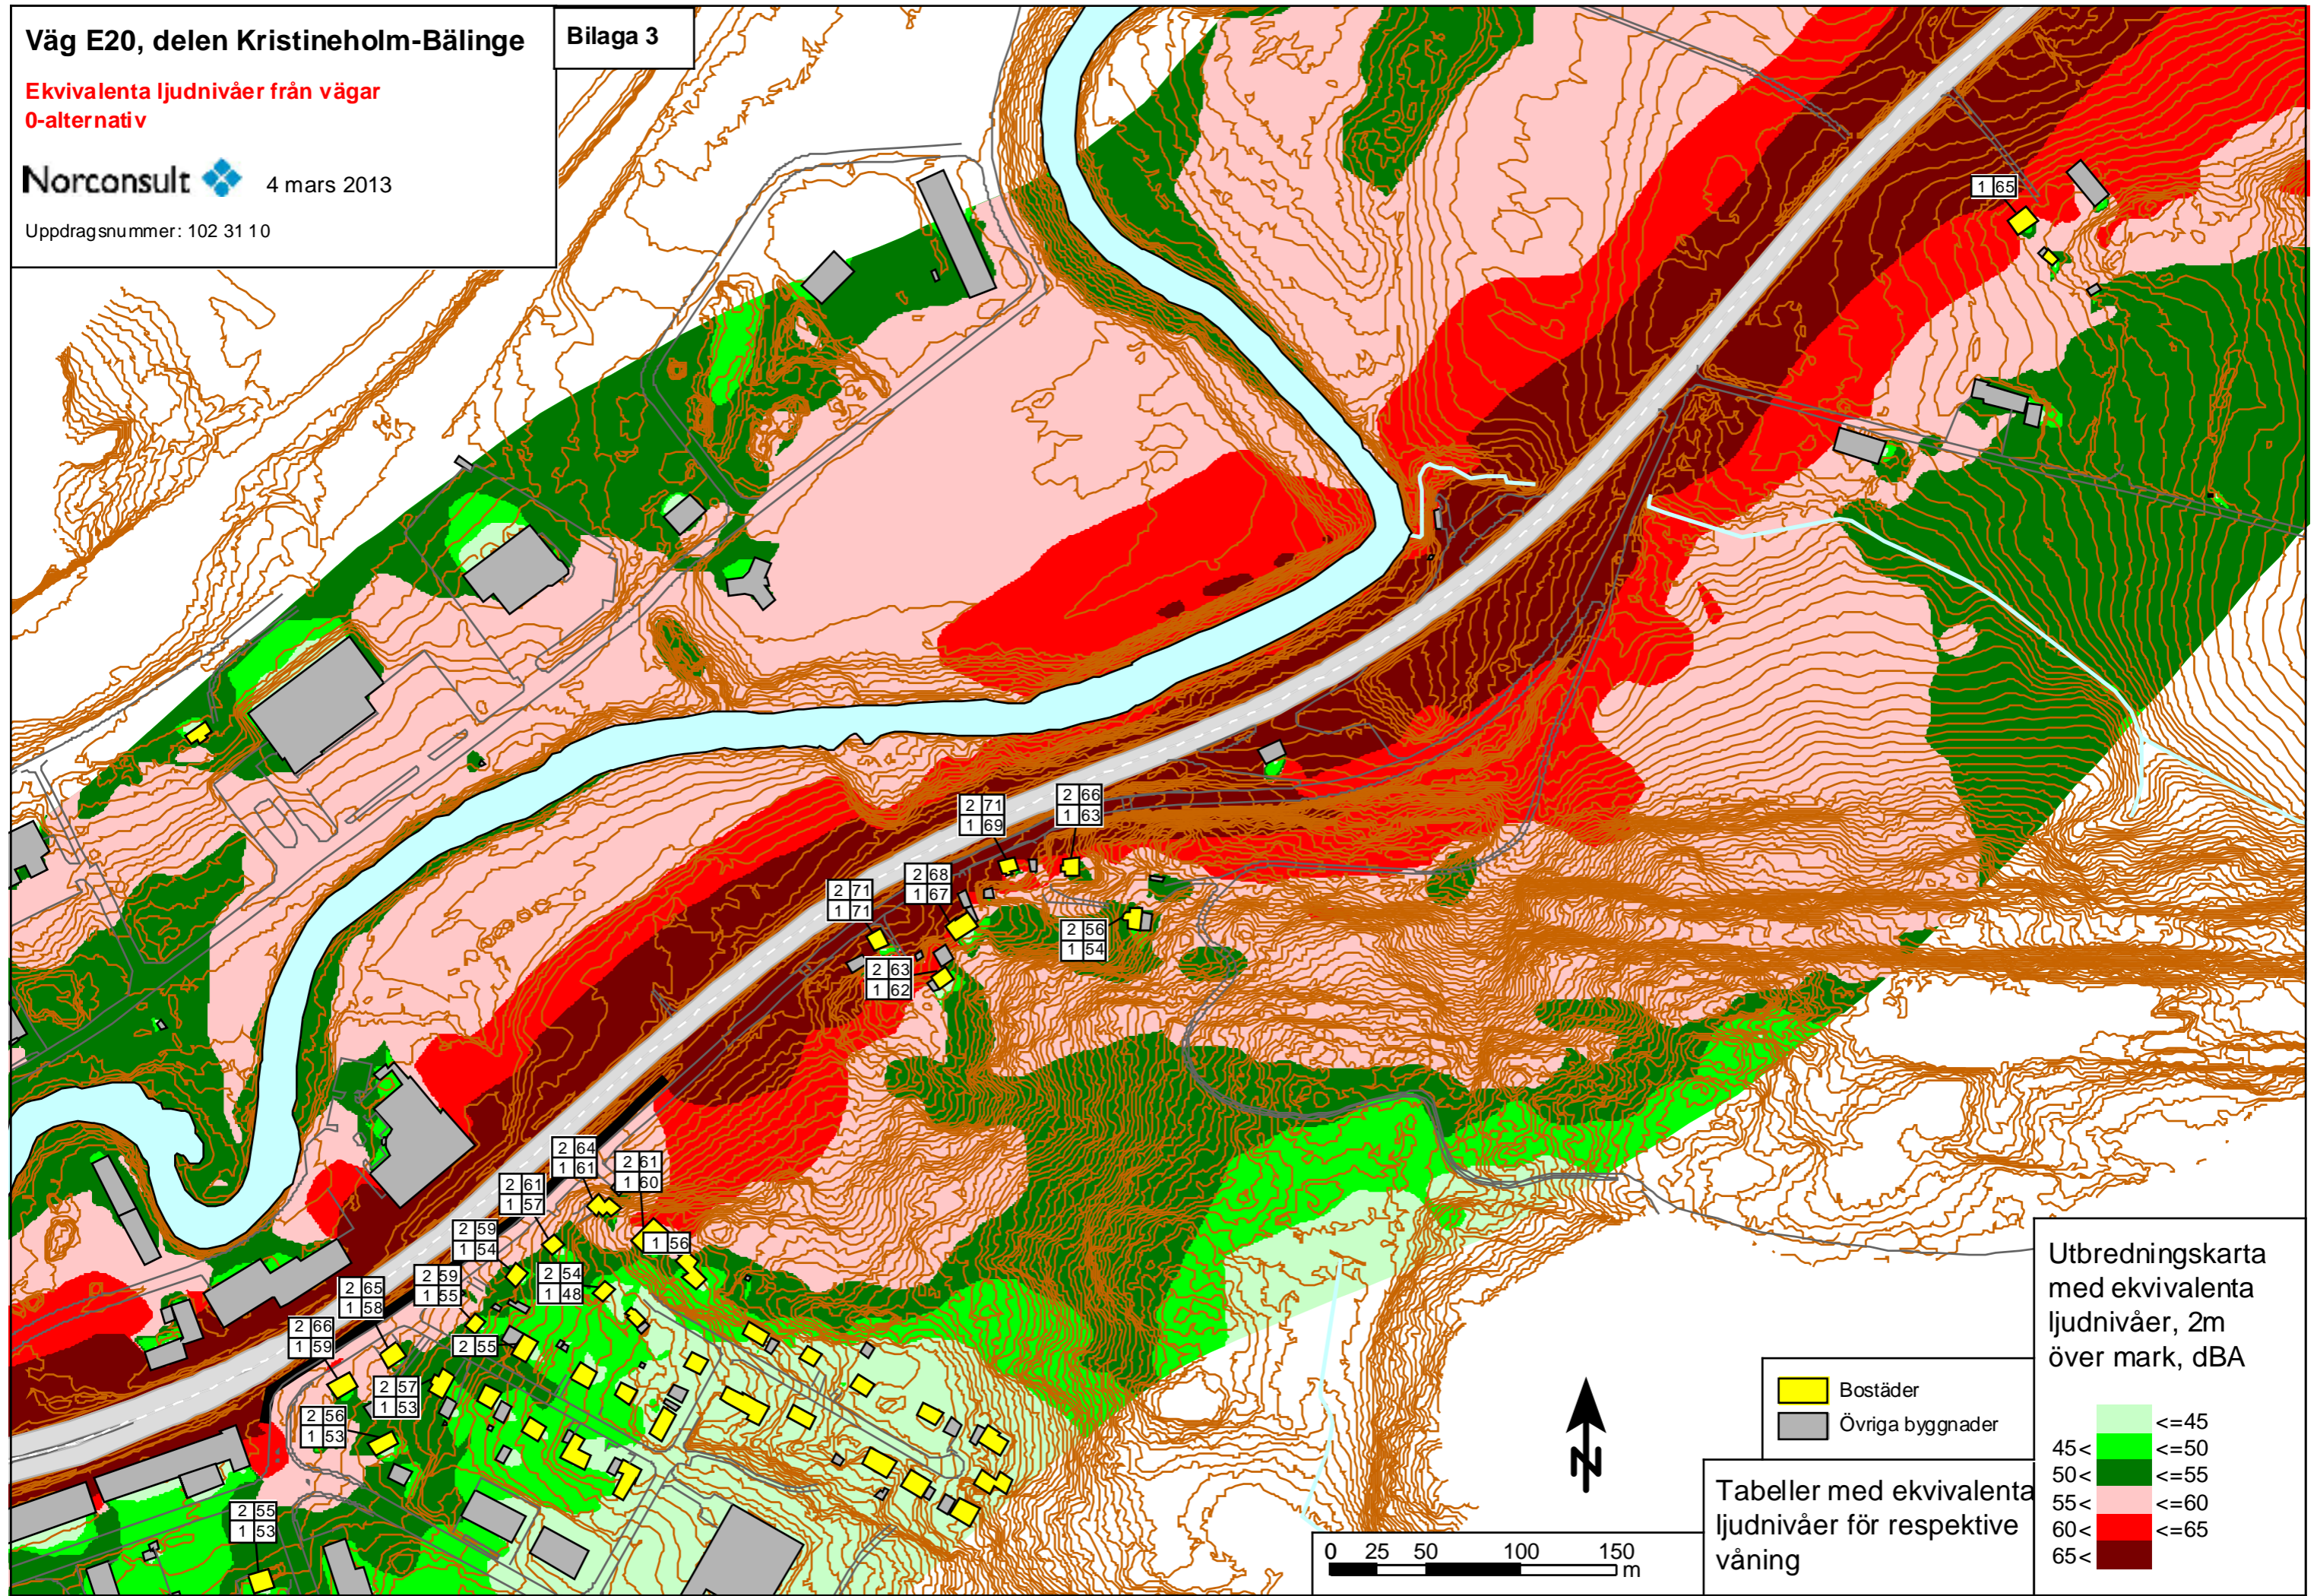 Väg E20, delen Kristineholm-Bälinge
Bilaga 3
Ekvivalenta ljudnivåer från vägar
0-alternativ
Norconsult
4 mars 2013
Uppdragsnummer: 102 31 10
1 65
2 71
1 69
2 66
1 63
2 71
1 71
2 68
1 67
2 56
1 54
2 63
1 62
2 64
1 61
2 61
1 60
2 61
1 57
1 56
2 59
1 54
2 59
1 55
2 54
1 48
2 65
1 58
2 66
1 59
2 55
2 57
1 53
2 56
1 53
2 55
1 53
N
0 25 50 100 150
m
Bostäder
Övriga byggnader
Tabeller med ekvivalenta
ljudnivåer för respektive
våning
Utbredningskarta
med ekvivalenta
ljudnivåer, 2m
över mark, dBA
<=45
45< <=50
50< <=55
55< <=60
60< <=65
65<